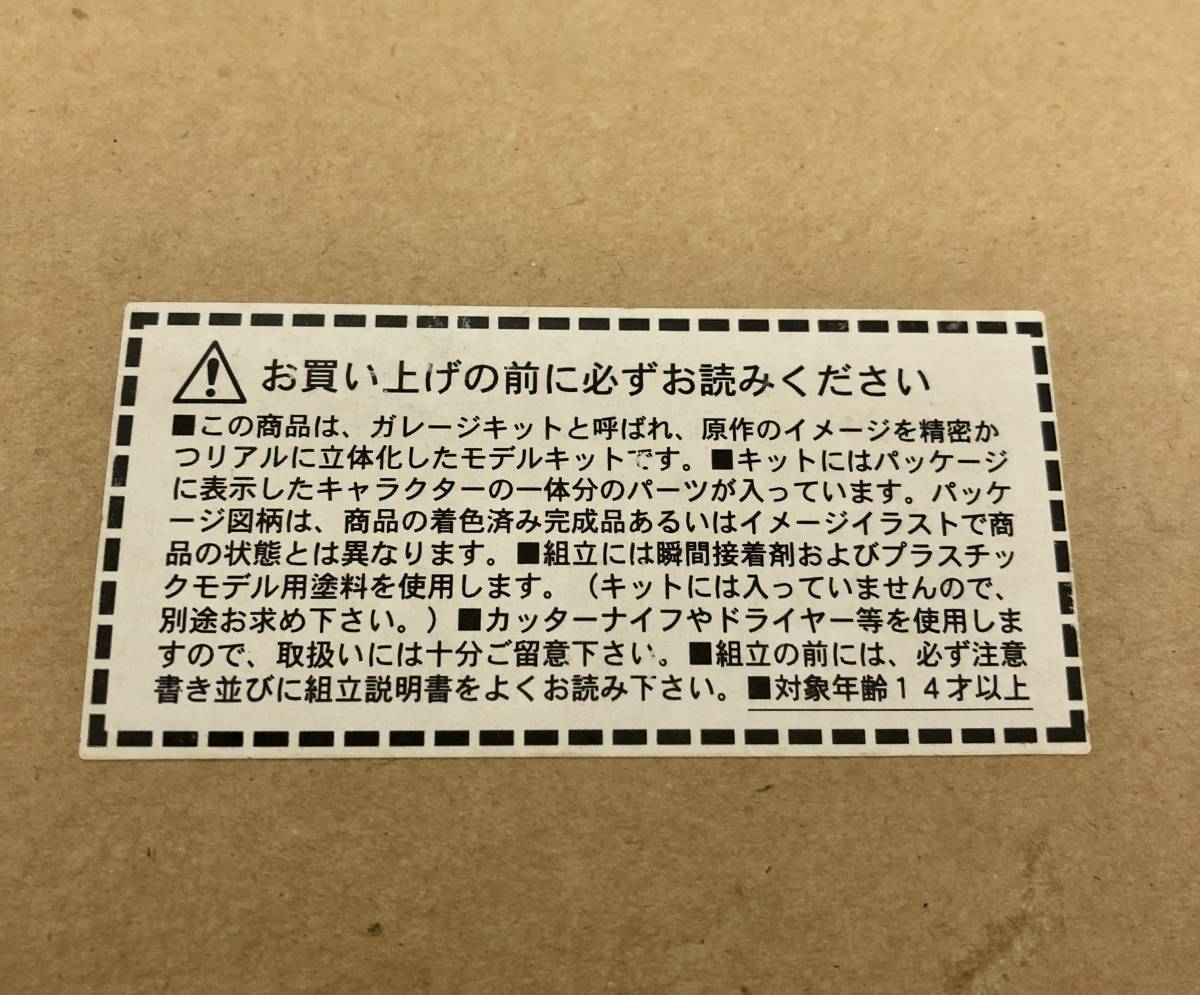 お買い上げの前に必ずお読みください
■この商品は、ガレージキットと呼ばれ、原作のイメージを精密か
つリアルに立体化したモデルキットです。■キットにはパッケージ
に表示したキャラクターの一体分のパーツが入っています。パッケ
ージ図柄は、商品の着色済み完成品あるいはイメージイラストで商
品の状態とは異なります。■組立には瞬間接着剤およびプラスチッ
クモデル用塗料を使用します。（キットには入っていませんので、
別途お求め下さい。）■カッターナイフやドライヤー等を使用しま
すので、取扱いには十分ご留意下さい。■組立の前には、必ず注意
書き並びに組立説明書をよくお読み下さい。■対象年齢１４才以上